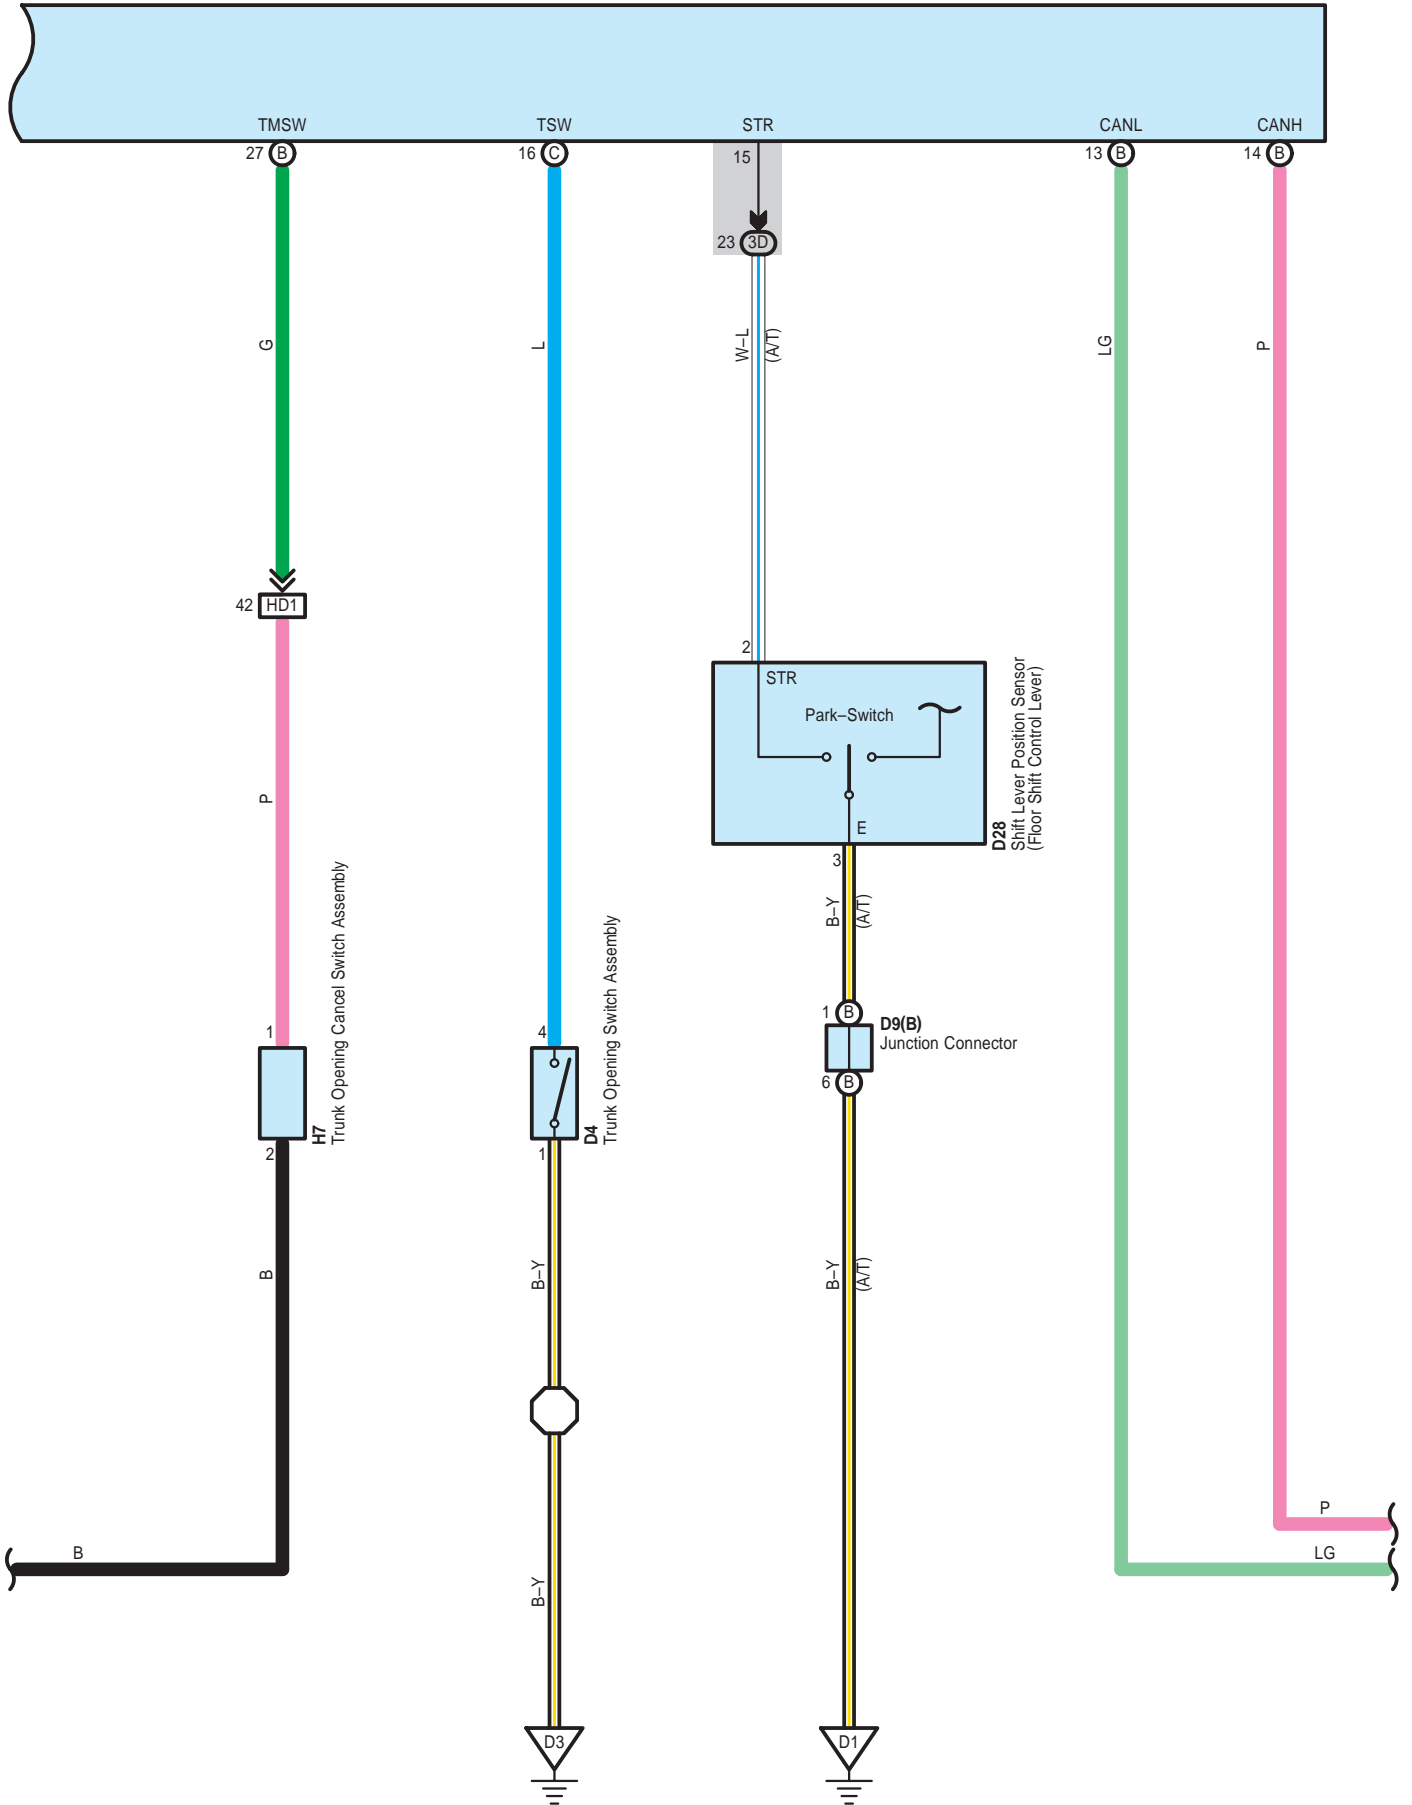 TMSW
TSW
STR
CANL
CANH
27 B
16 C
15
13 B
14 B
23 3D
G
L
W–L
(A/T)
LG
P
42 HD1
2
STR
Park–Switch
E
D28
Shift Lever Position Sensor
(Floor Shift Control Lever)
3
P
B–Y
(A/T)
1 B
D9(B)
Junction Connector
6 B
1
H7
Trunk Opening Cancel Switch Assembly
2
4
D4
Trunk Opening Switch Assembly
1
B
B–Y
B–Y
(A/T)
P
B
LG
B–Y
D3
D1